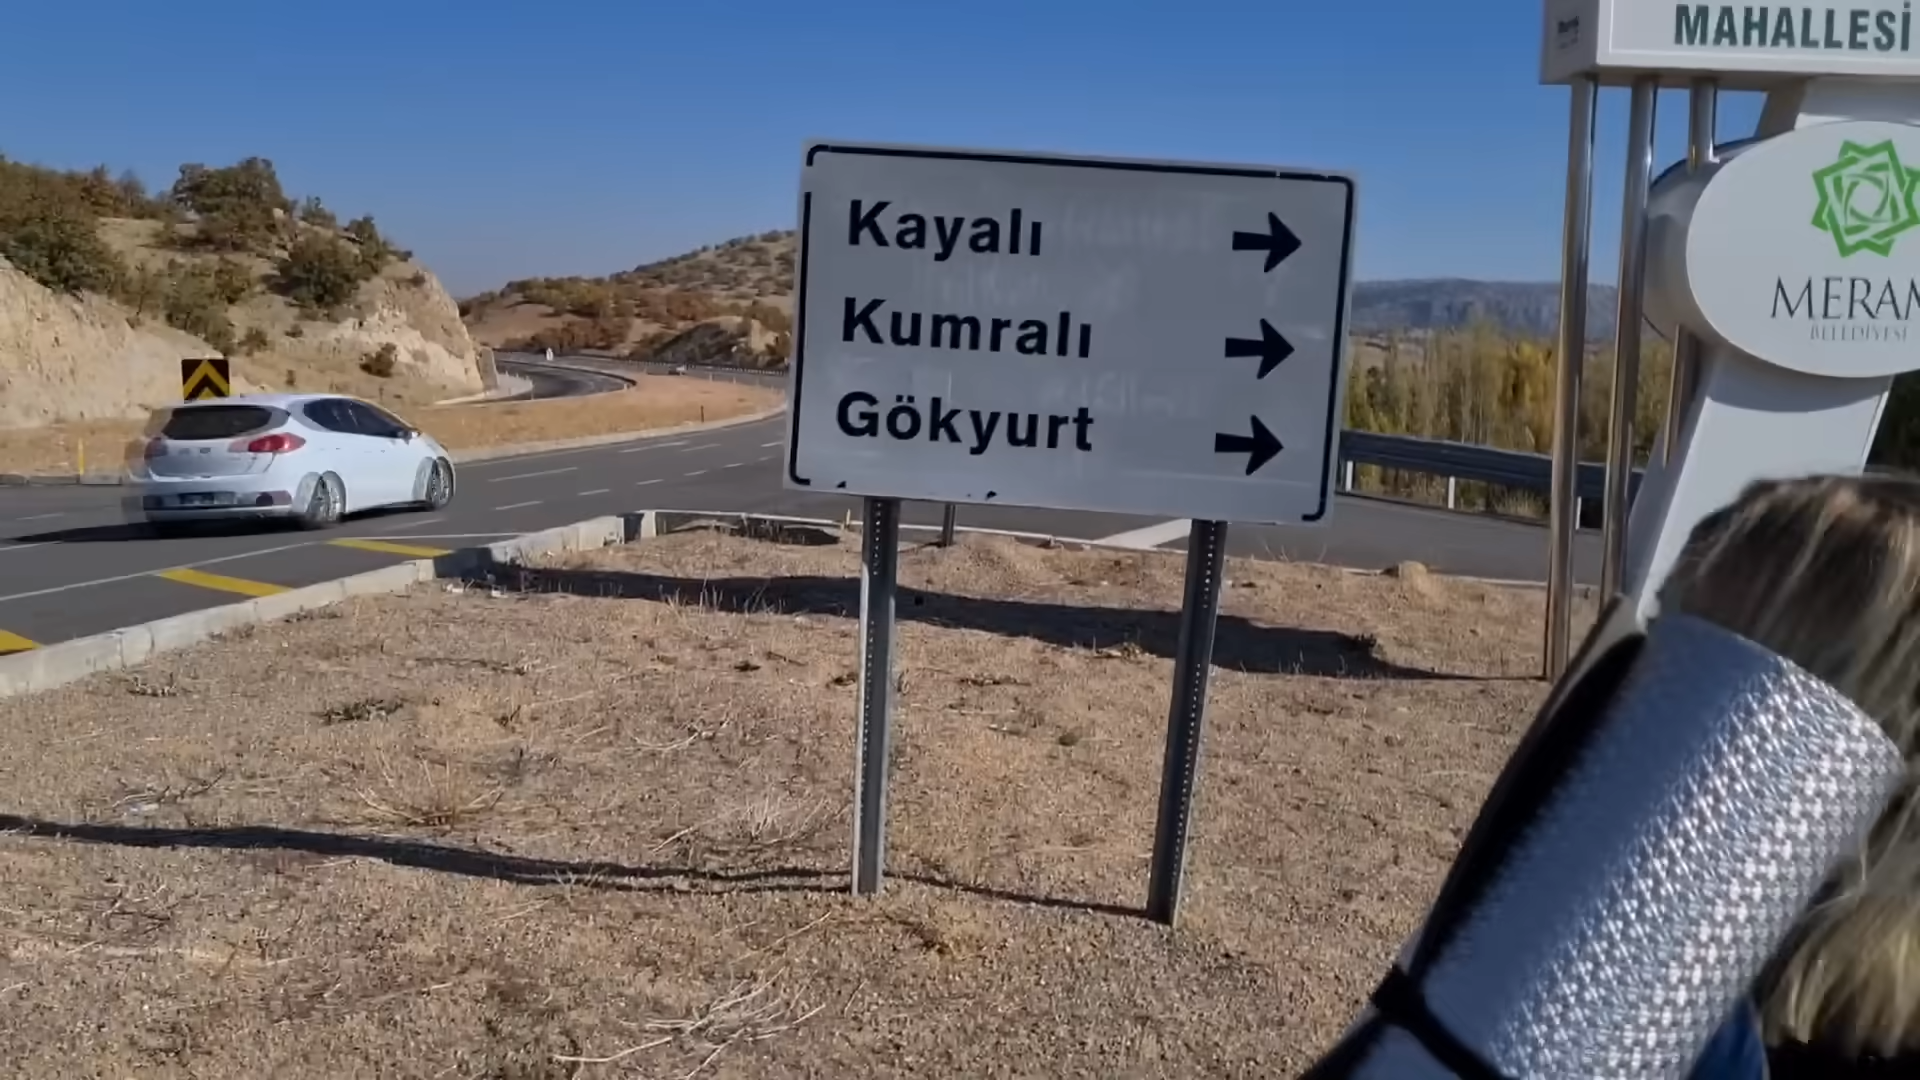 Kayalı
Kumralı
Gökyurt
MAHALLESİ
MERAM
BELEDİYESİ